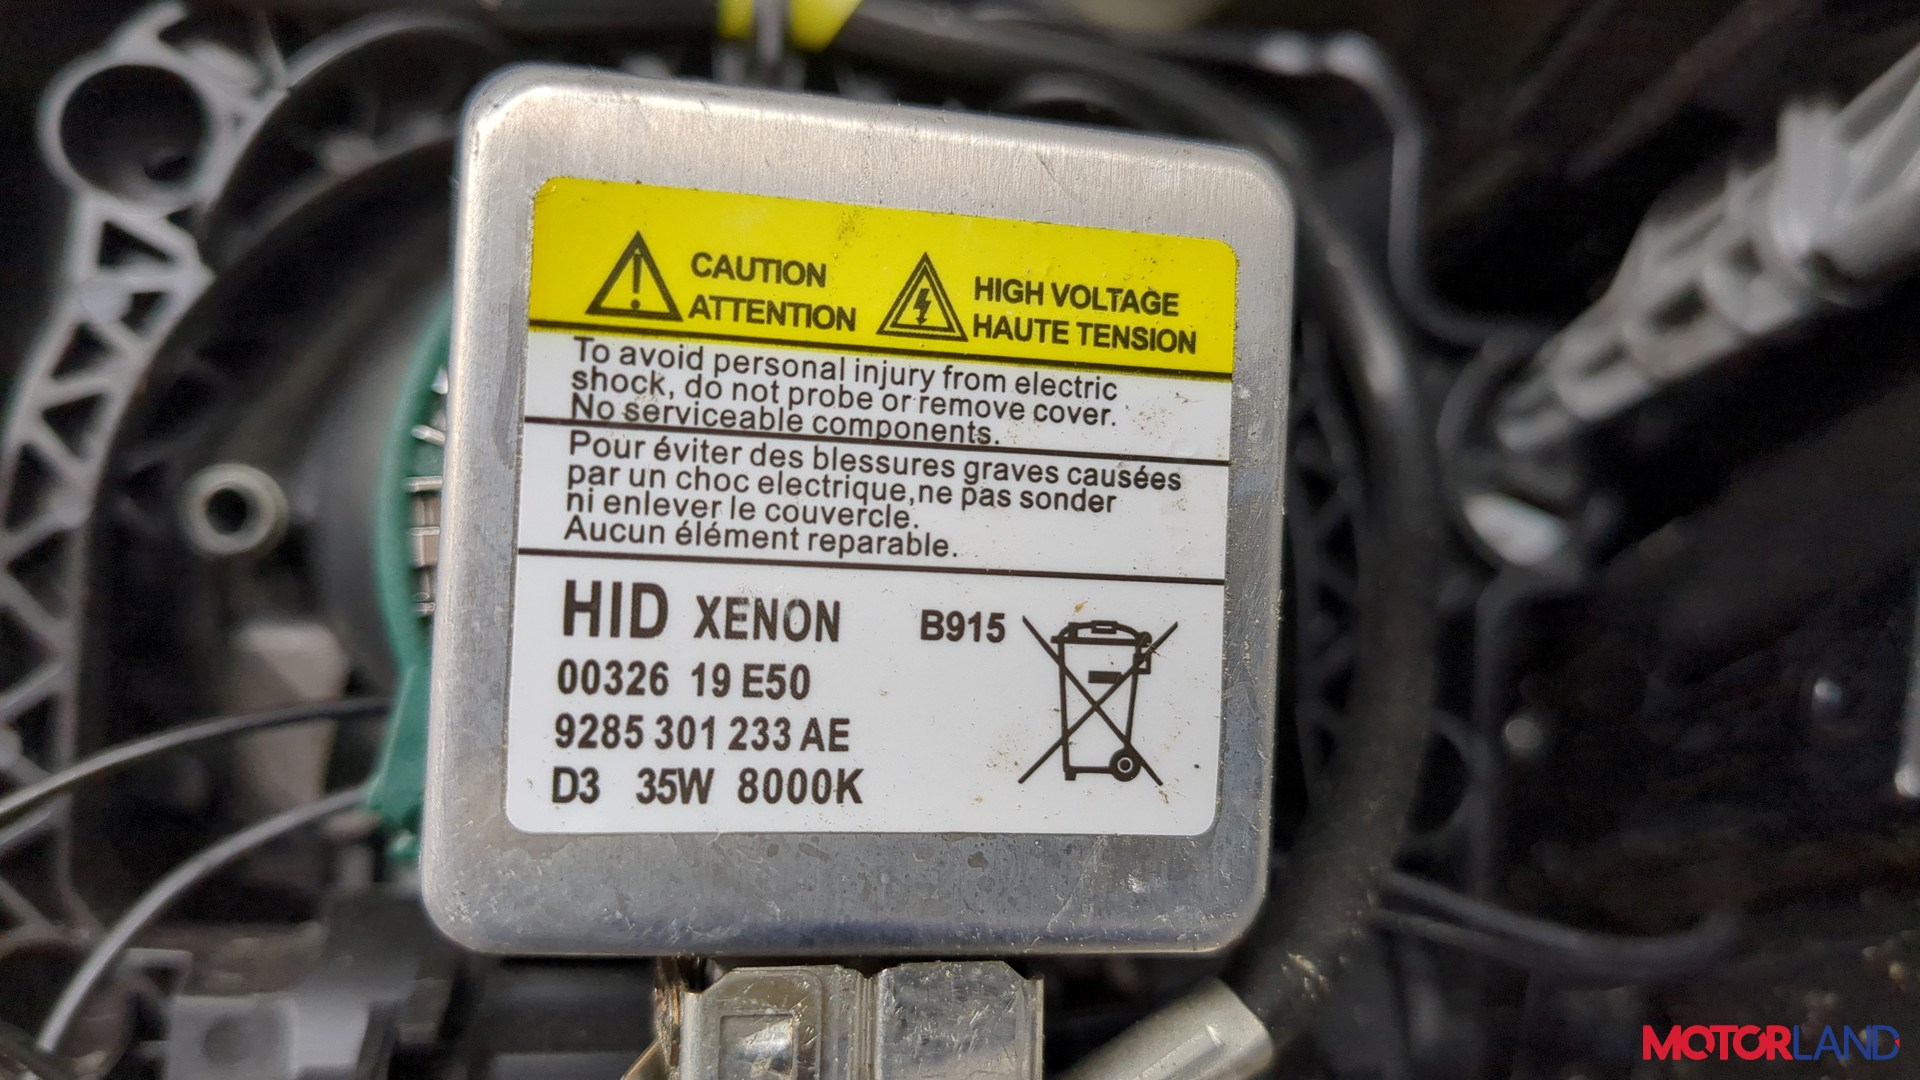 CAUTION
ATTENTION
HIGH VOLTAGE
HAUTE TENSION
To avoid personal injury from electric
shock, do not probe or remove cover.
No serviceable components.
Pour éviter des blessures graves causées
par un choc electrique,ne pas sonder
ni enlever le couvercle.
Aucun élément reparable.
HID XENON B915
00326 19 E50
9285 301 233 AE
D3 35W 8000K
MOTORLAND